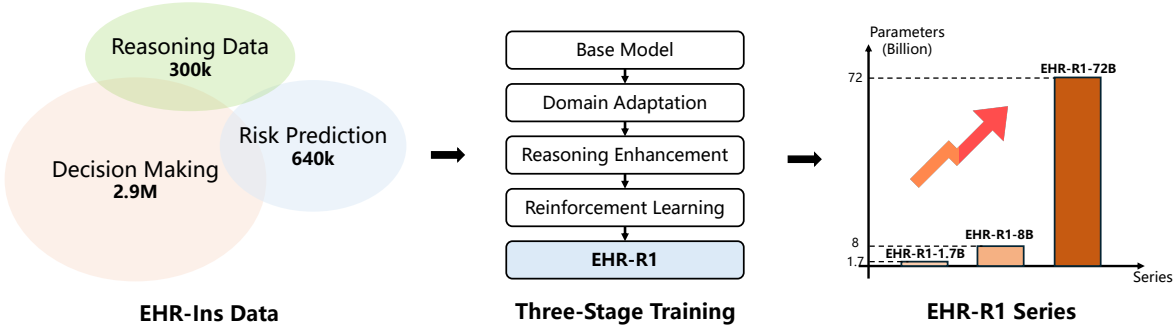 Reasoning Data
300k
Risk Prediction
640k
Decision Making
2.9M
EHR-Ins Data
Base Model
Domain Adaptation
Reasoning Enhancement
Reinforcement Learning
EHR-R1
Three-Stage Training
Parameters
(Billion)
EHR-R1-72B
72
EHR-R1-8B
8
EHR-R1-1.7B
1.7
Series
EHR-R1 Series